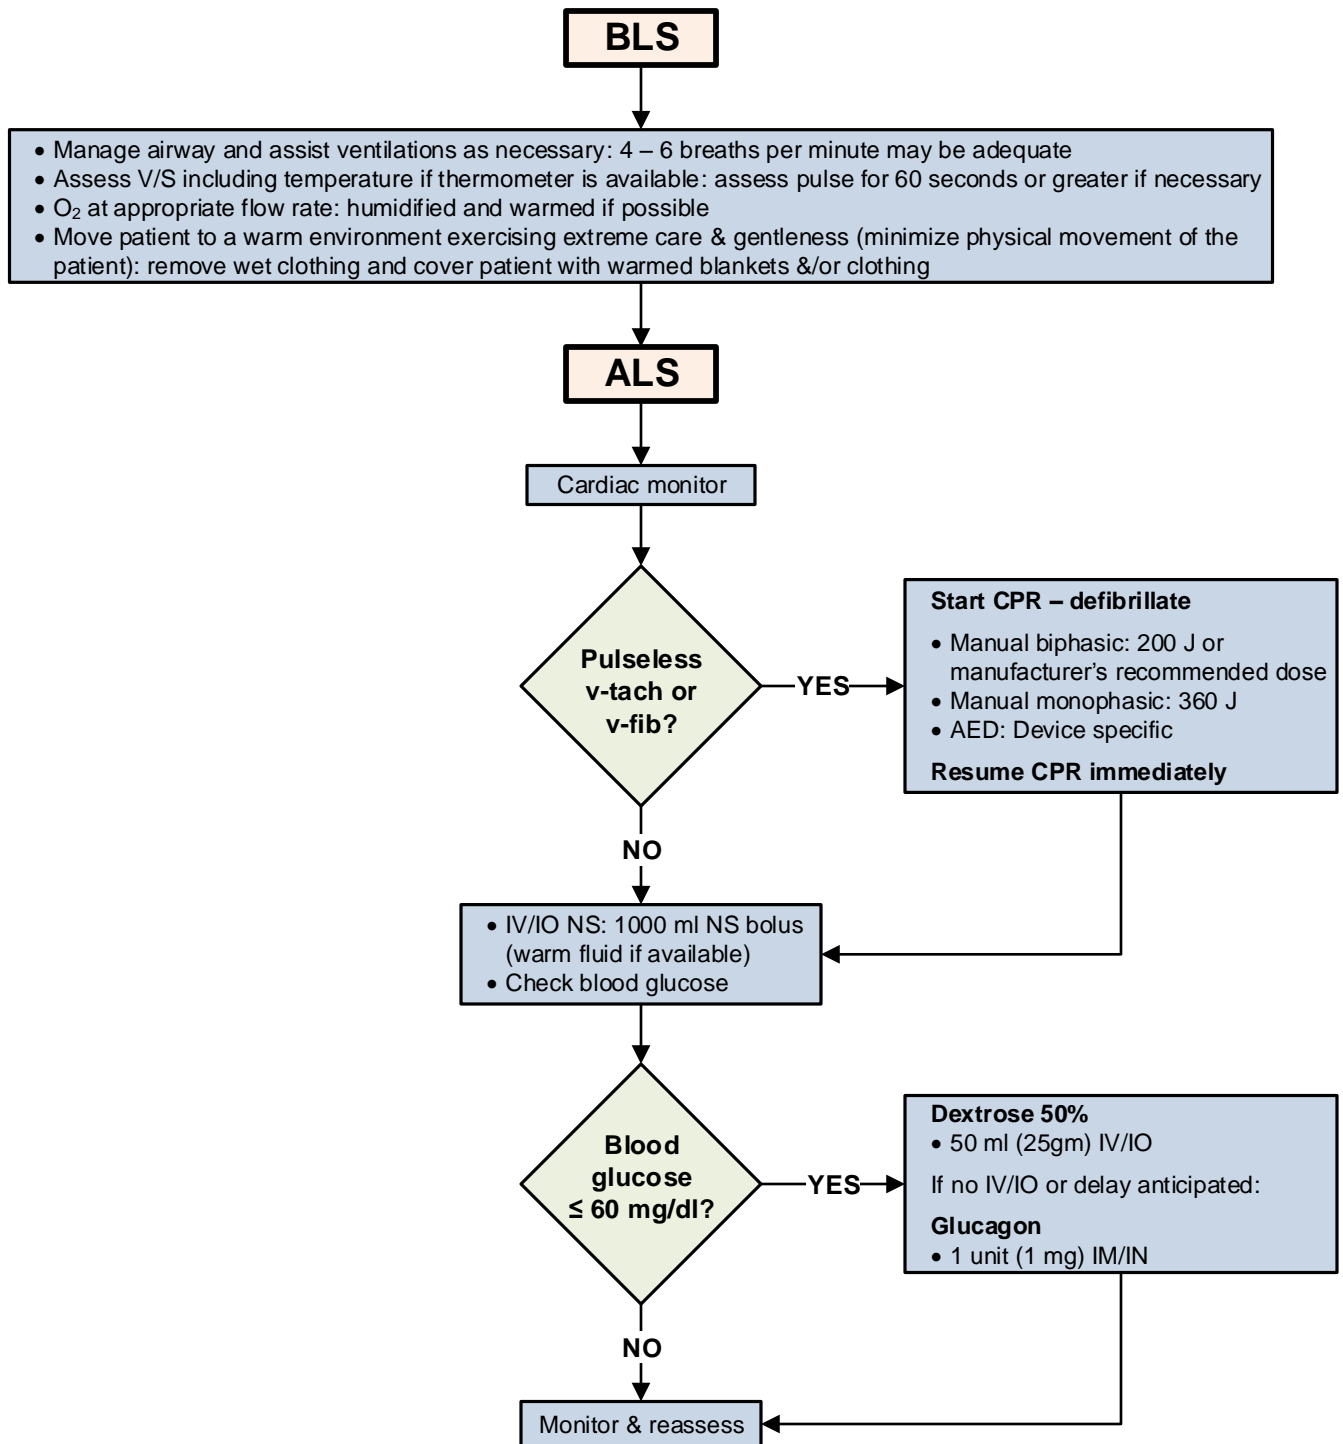 BLS
• Manage airway and assist ventilations as necessary: 4 – 6 breaths per minute may be adequate
• Assess V/S including temperature if thermometer is available: assess pulse for 60 seconds or greater if necessary
• O₂ at appropriate flow rate: humidified and warmed if possible
• Move patient to a warm environment exercising extreme care & gentleness (minimize physical movement of the
patient): remove wet clothing and cover patient with warmed blankets &/or clothing
ALS
Cardiac monitor
Pulseless
v-tach or
v-fib?
YES
Start CPR – defibrillate
• Manual biphasic: 200 J or
manufacturer’s recommended dose
• Manual monophasic: 360 J
• AED: Device specific
Resume CPR immediately
NO
• IV/IO NS: 1000 ml NS bolus
(warm fluid if available)
• Check blood glucose
Blood
glucose
≤ 60 mg/dl?
YES
Dextrose 50%
• 50 ml (25gm) IV/IO
If no IV/IO or delay anticipated:
Glucagon
• 1 unit (1 mg) IM/IN
NO
Monitor & reassess